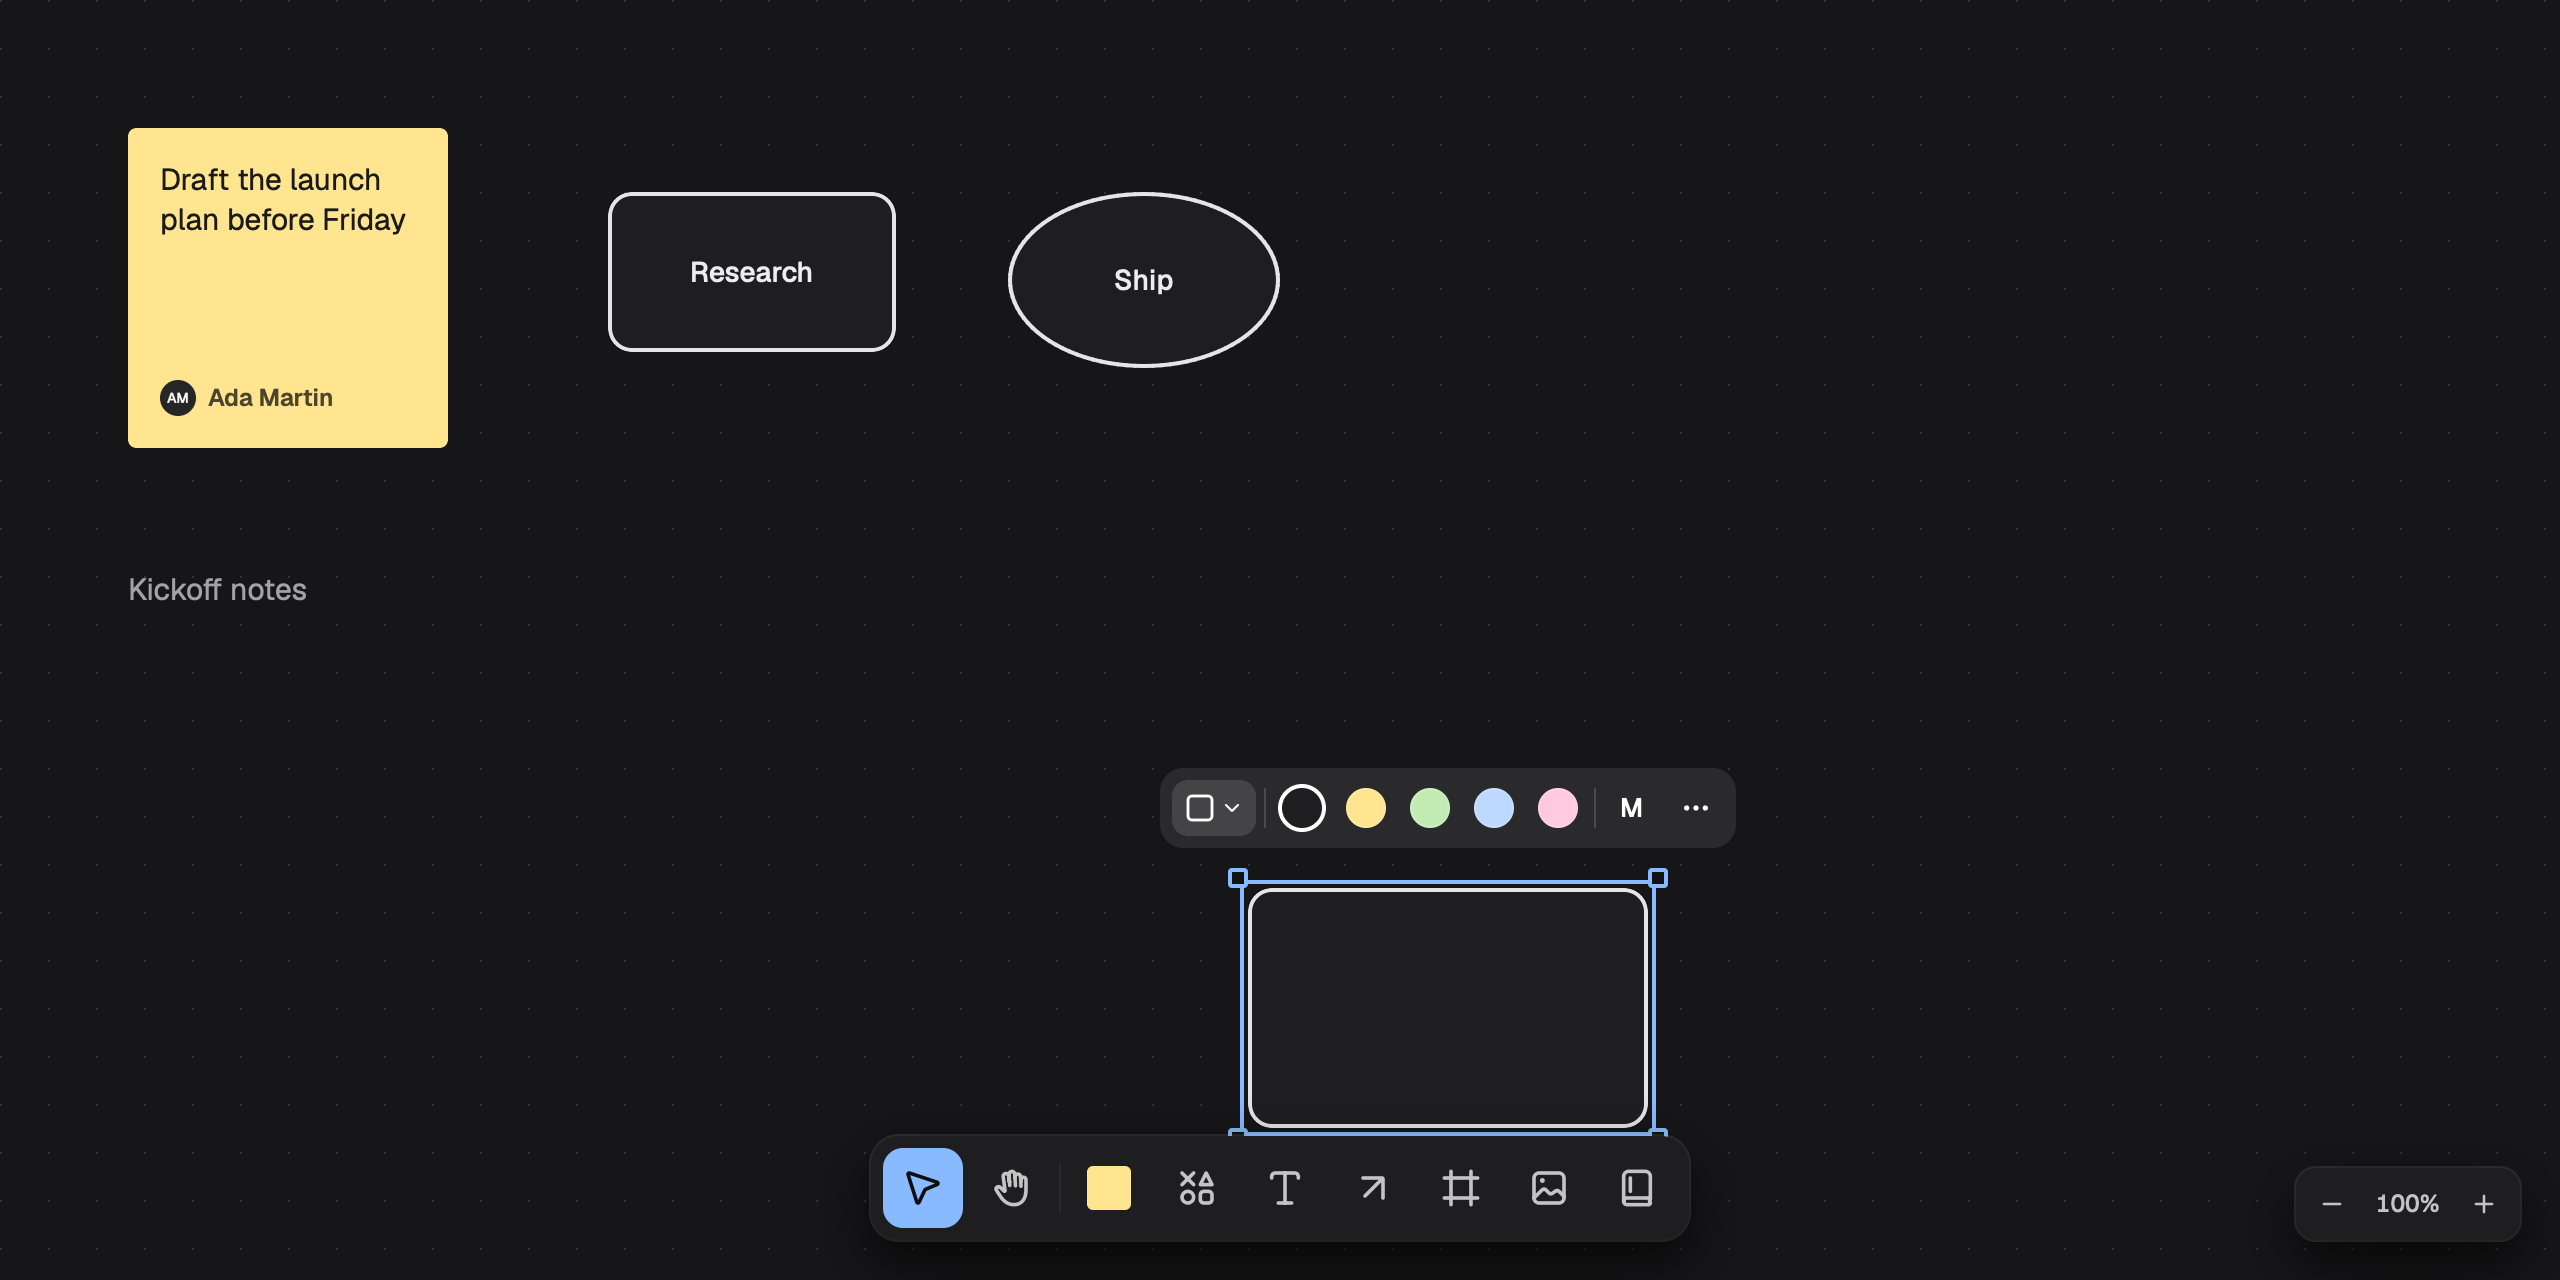 Draft the launch
plan before Friday
AM Ada Martin
Research
Ship
Kickoff notes
M
100%